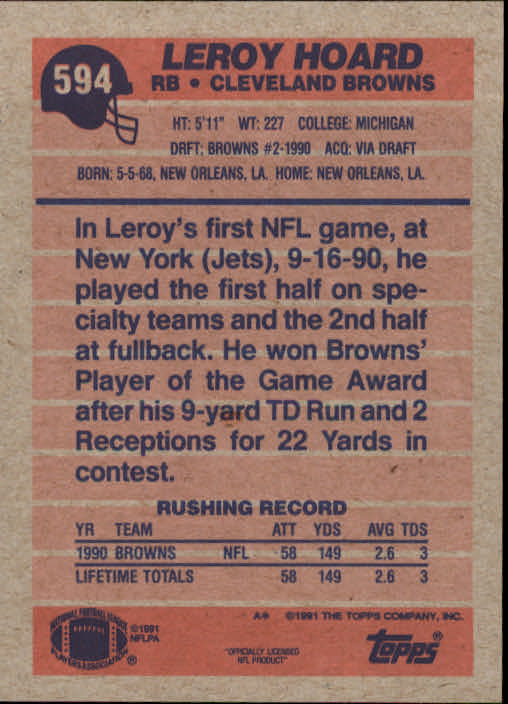 594
LEROY HOARD
RB • CLEVELAND BROWNS
HT: 5'11" WT: 227 COLLEGE: MICHIGAN
DRFT: BROWNS #2-1990 ACQ: VIA DRAFT
BORN: 5-5-68, NEW ORLEANS, LA. HOME: NEW ORLEANS, LA.
In Leroy's first NFL game, at
New York (Jets), 9-16-90, he
played the first half on spe-
cialty teams and the 2nd half
at fullback. He won Browns'
Player of the Game Award
after his 9-yard TD Run and 2
Receptions for 22 Yards in
contest.
RUSHING RECORD
YR TEAM ATT YDS AVG TDS
1990 BROWNS NFL 58 149 2.6 3
LIFETIME TOTALS 58 149 2.6 3
NATIONAL FOOTBALL LEAGUE
PLAYERS ASSOCIATION
®
©1991
NFLPA
A* ©1991 THE TOPPS COMPANY, INC.
"OFFICIALLY LICENSED
NFL PRODUCT"
topps®